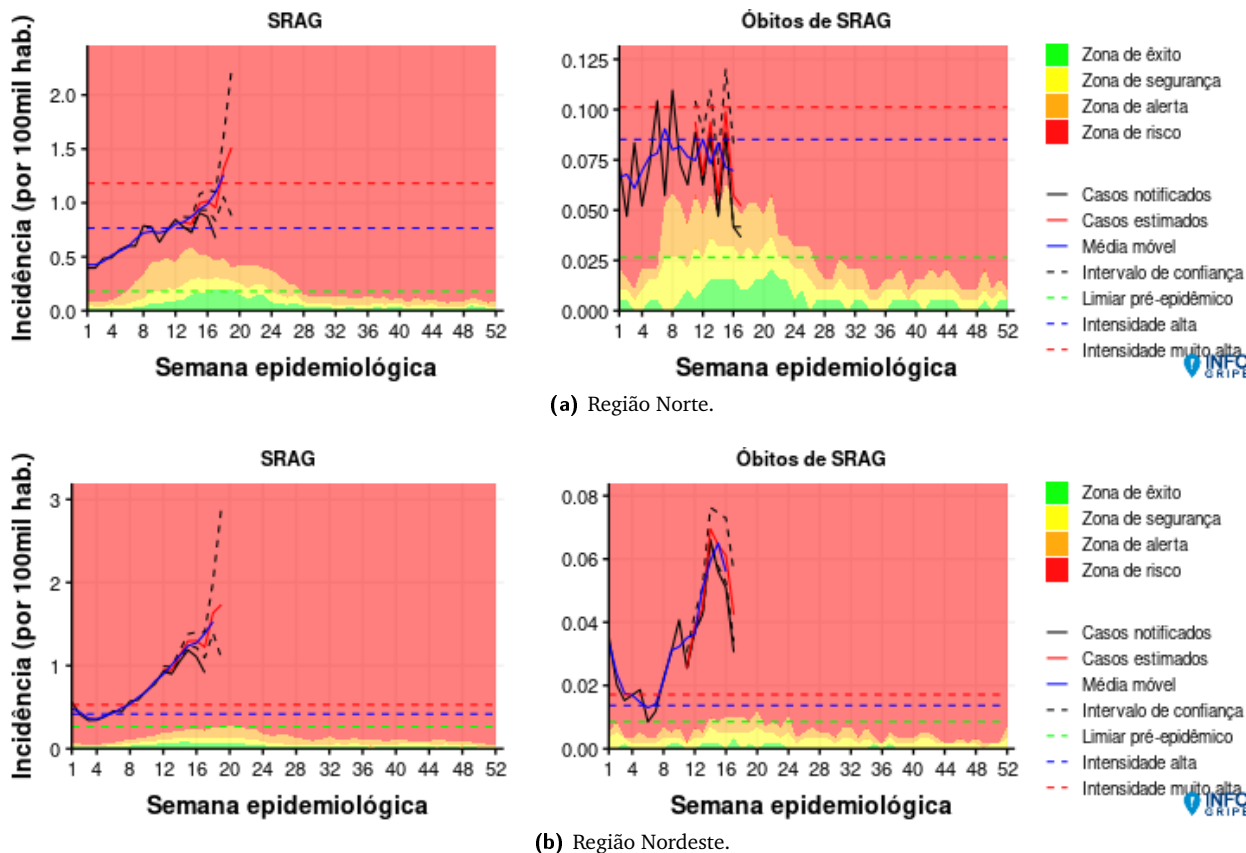 SRAG
Óbitos de SRAG
Incidência (por 100mil hab.)
2.0
1.5
1.0
0.5
0.0
1 4 8 12 16 20 24 28 32 36 40 44 48 52
Semana epidemiológica
0.125
0.100
0.075
0.050
0.025
0.000
1 4 8 12 16 20 24 28 32 36 40 44 48 52
Semana epidemiológica
Zona de êxito
Zona de segurança
Zona de alerta
Zona de risco
Casos notificados
Casos estimados
Média móvel
Intervalo de confiança
Limiar pré-epidêmico
Intensidade alta
Intensidade muito alta
INFO
GRIPE
(a) Região Norte.
SRAG
Óbitos de SRAG
Incidência (por 100mil hab.)
3
2
1
0
1 4 8 12 16 20 24 28 32 36 40 44 48 52
Semana epidemiológica
0.08
0.06
0.04
0.02
0.00
1 4 8 12 16 20 24 28 32 36 40 44 48 52
Semana epidemiológica
Zona de êxito
Zona de segurança
Zona de alerta
Zona de risco
Casos notificados
Casos estimados
Média móvel
Intervalo de confiança
Limiar pré-epidêmico
Intensidade alta
Intensidade muito alta
INFO
GRIPE
(b) Região Nordeste.